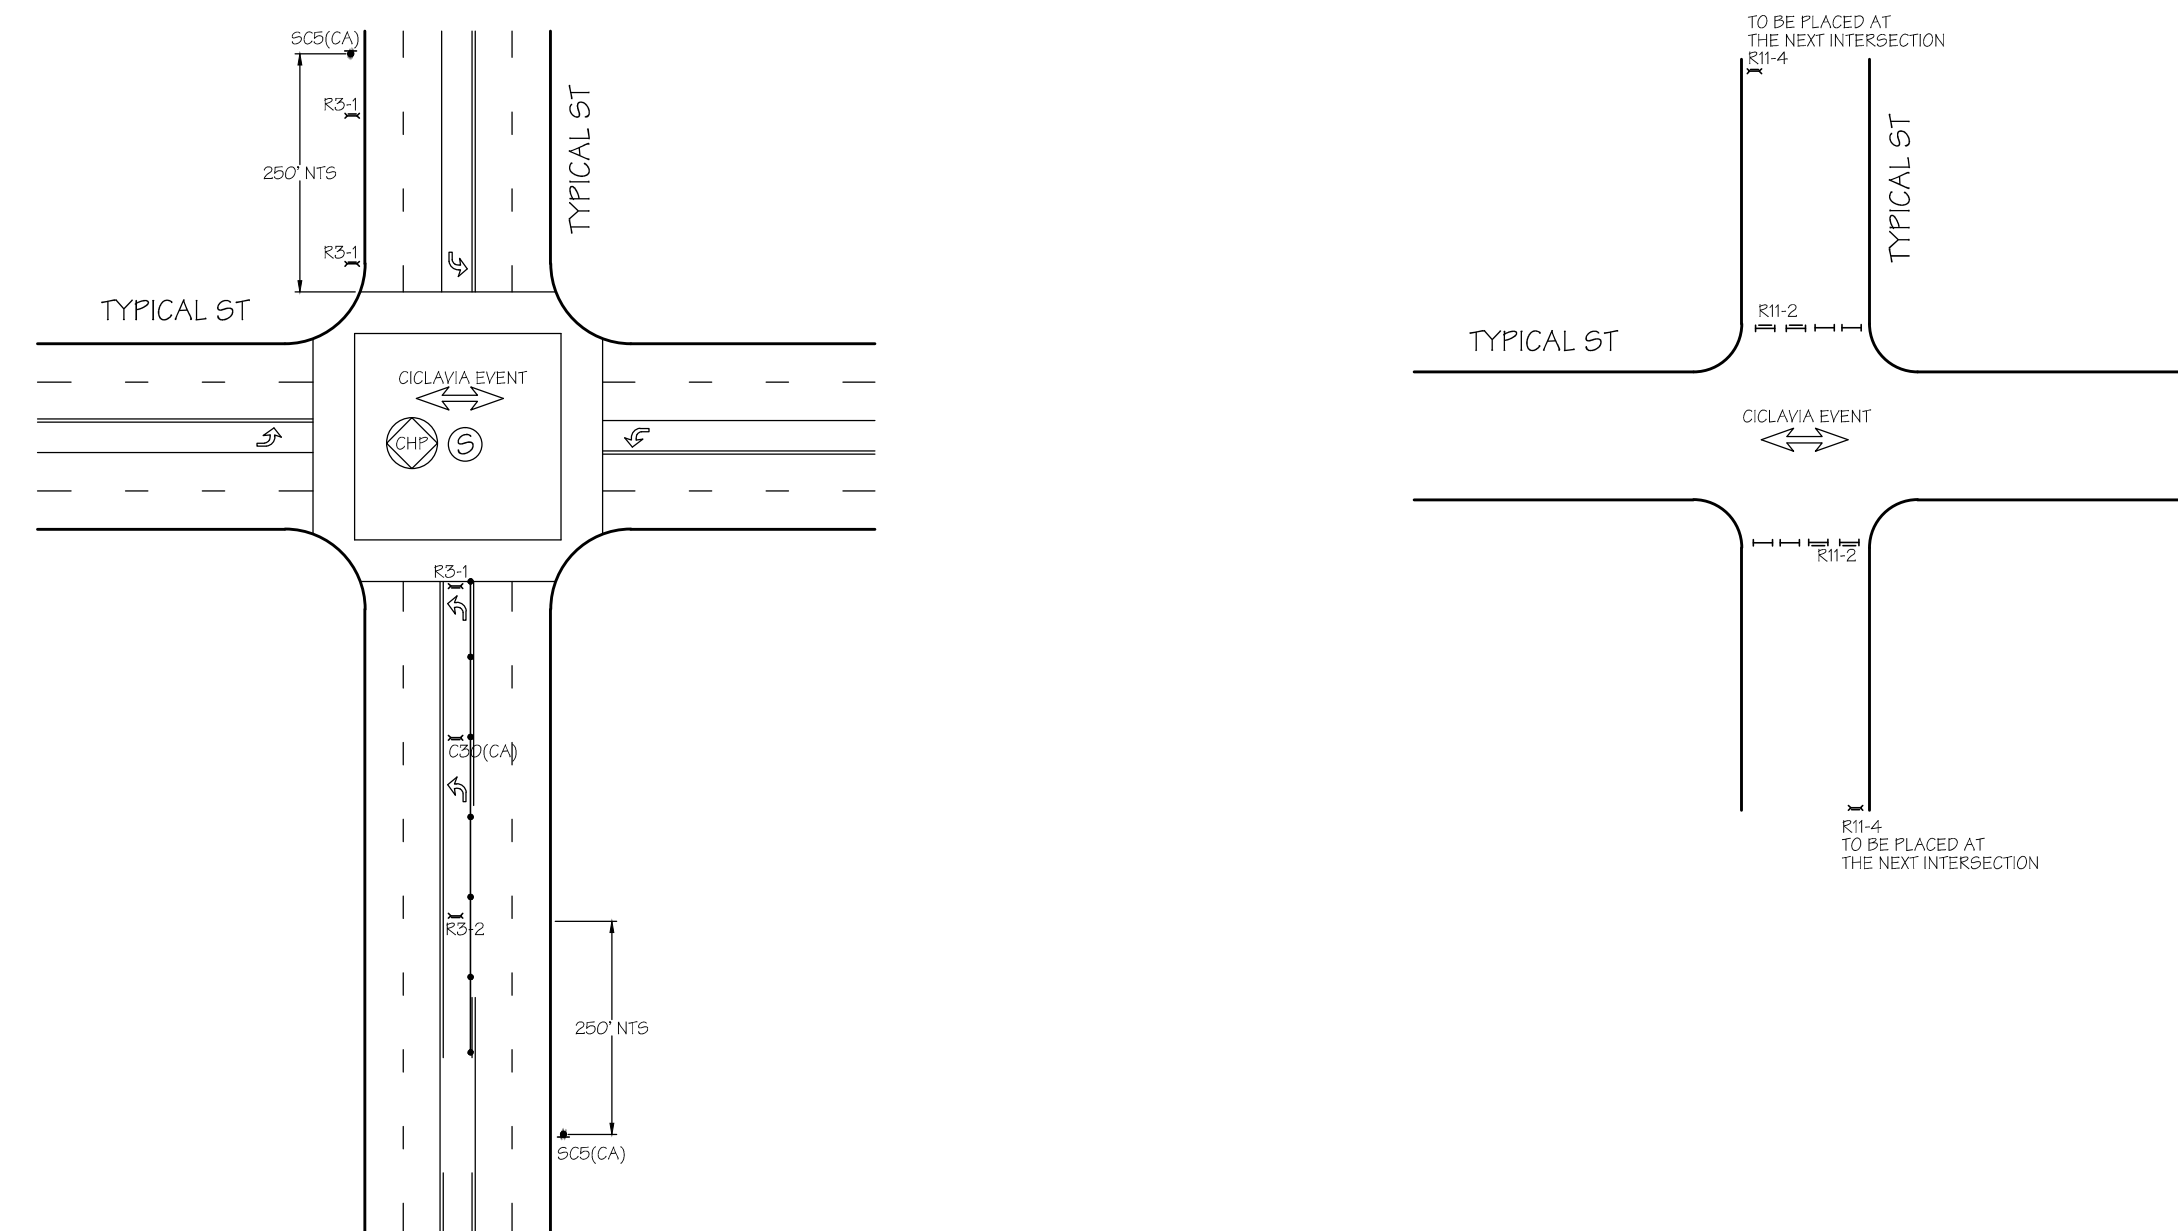 SC5(CA)
R3-1
250' NTS
R3-1
TYPICAL ST
TYPICAL ST
CICLAVIA EVENT
CHP
S
R3-1
C30(CA)
R3-2
250' NTS
SC5(CA)
TO BE PLACED AT
THE NEXT INTERSECTION
R11-4
TYPICAL ST
R11-2
TYPICAL ST
CICLAVIA EVENT
R11-2
R11-4
TO BE PLACED AT
THE NEXT INTERSECTION